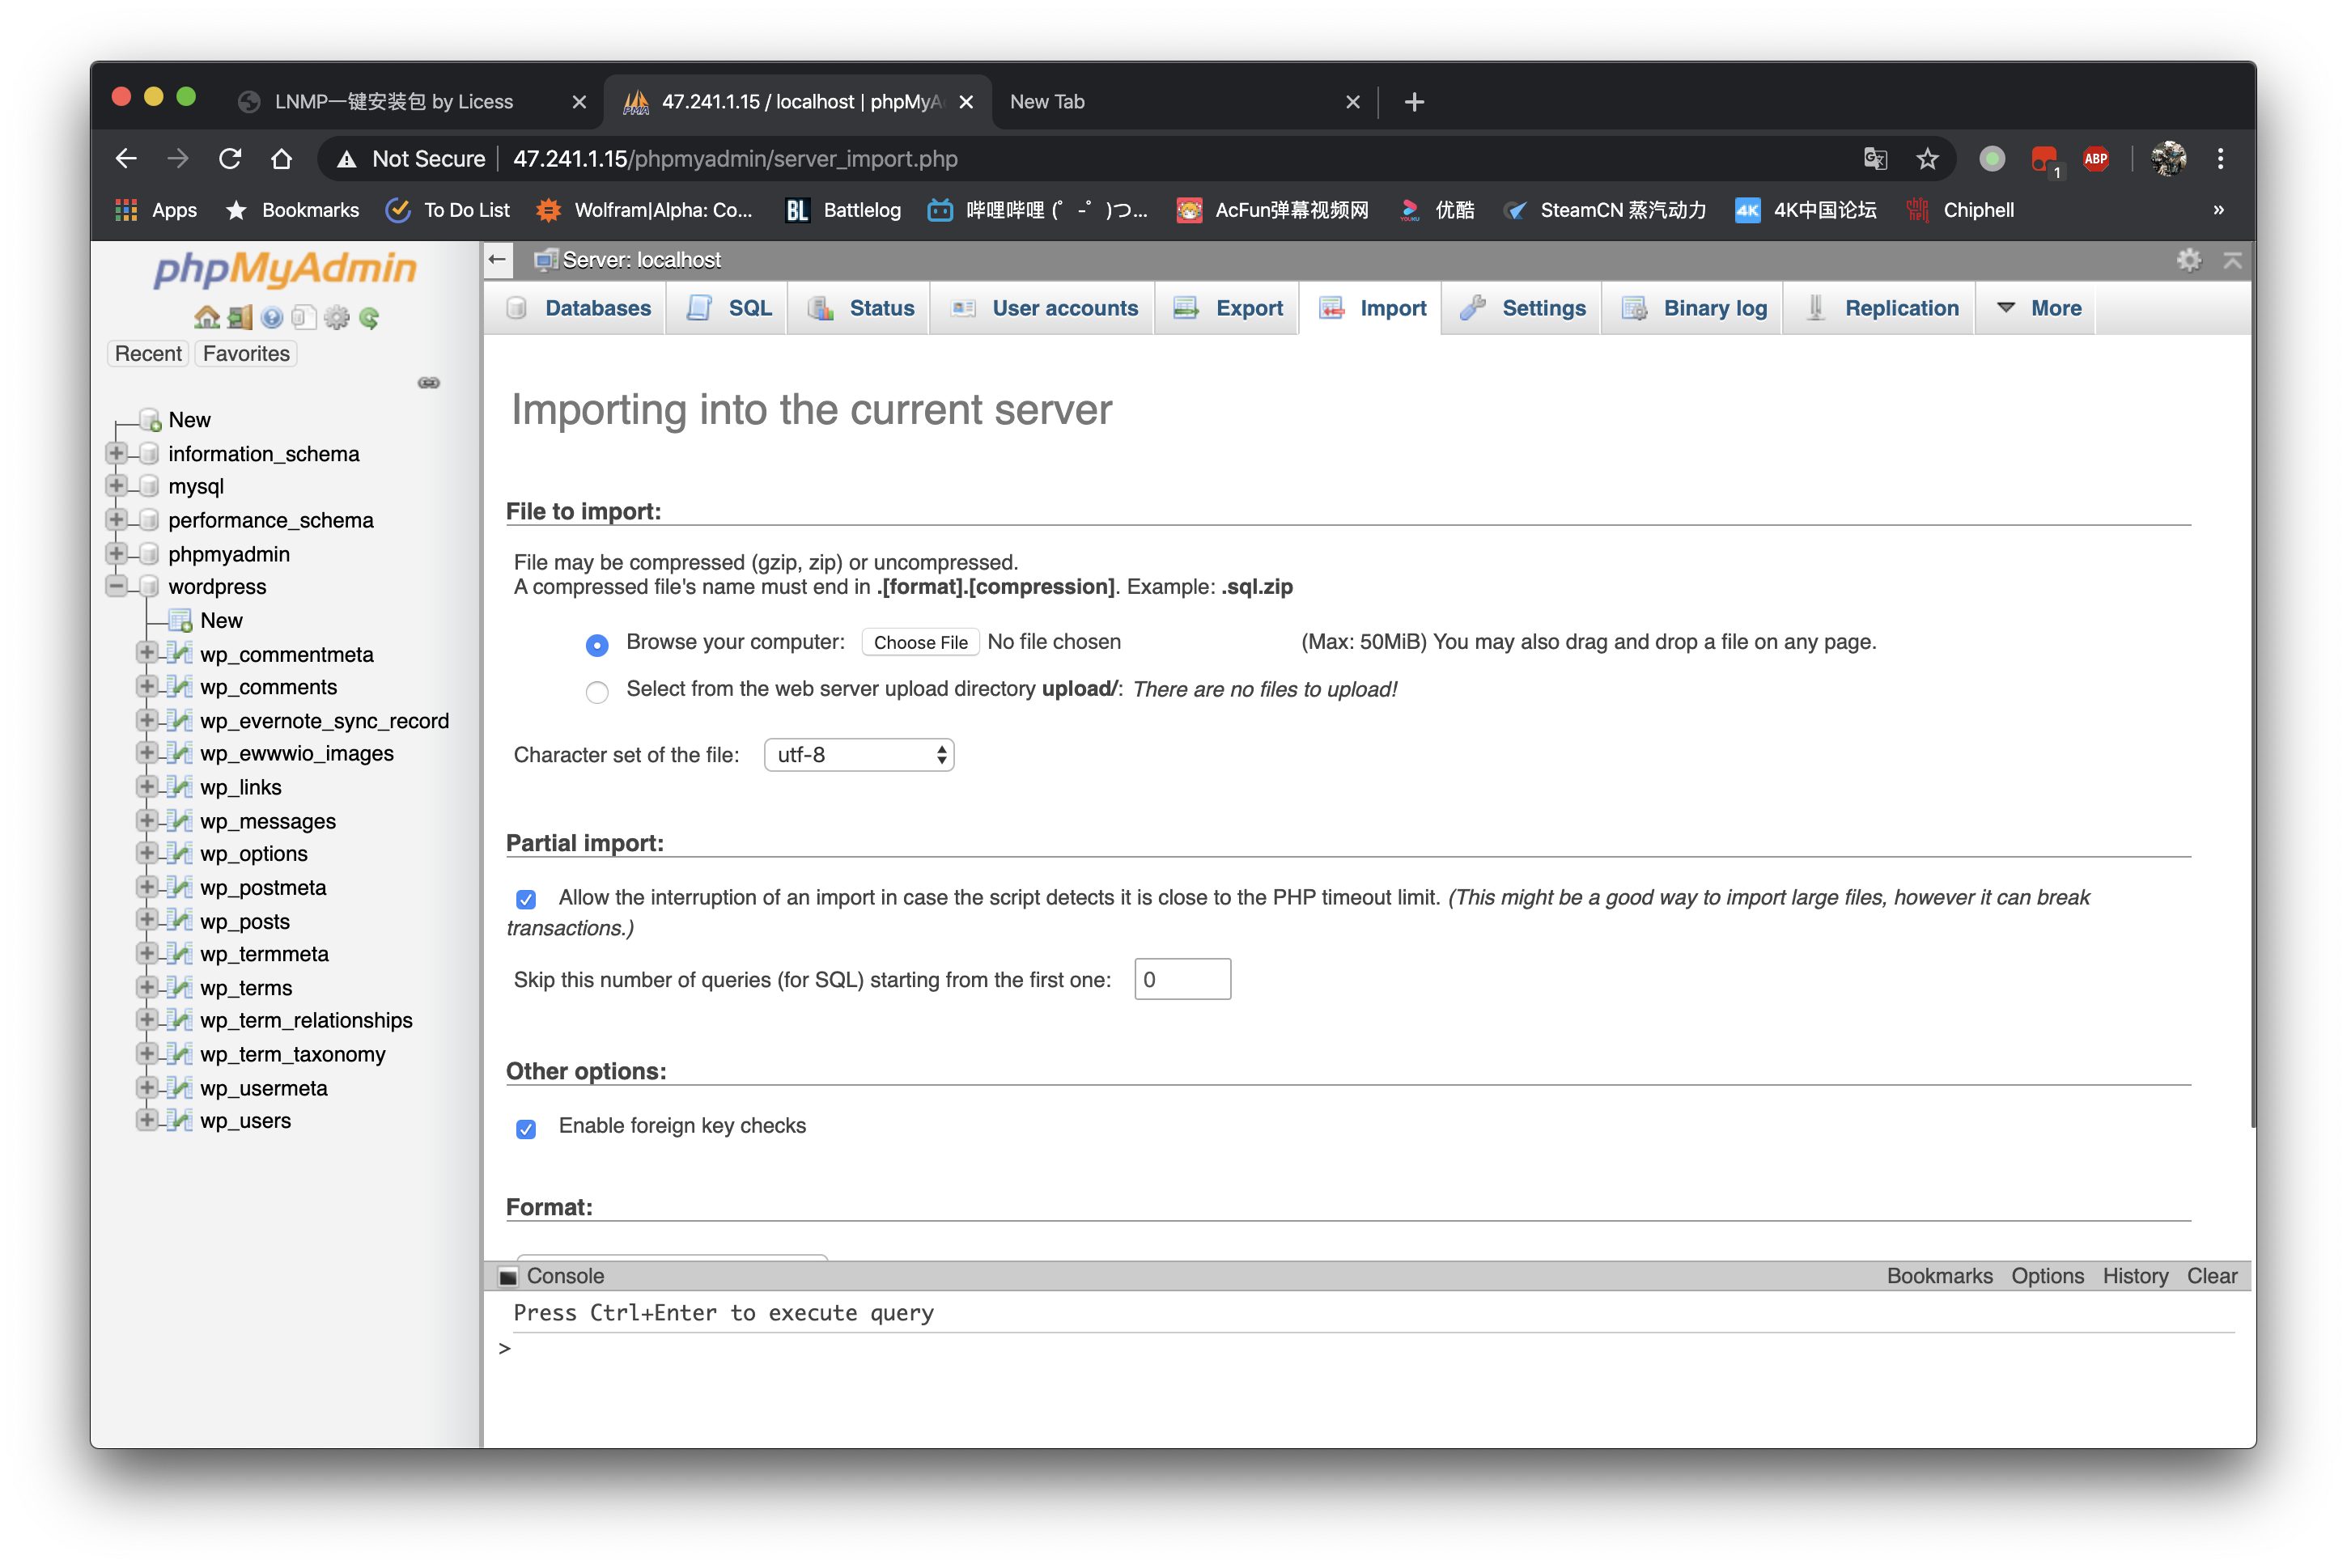 LNMP一键安装包 by Licess
47.241.1.15 / localhost | phpMyA
New Tab
Not Secure
47.241.1.15/phpmyadmin/server_import.php
1
ABP
Apps
Bookmarks
To Do List
Wolfram|Alpha: Co...
BL
Battlelog
哔哩哔哩 (゜-゜)つ...
AcFun弹幕视频网
YOUKU
优酷
SteamCN 蒸汽动力
4K
4K中国论坛
Chiphell
»
phpMyAdmin
Recent
Favorites
New
information_schema
mysql
performance_schema
phpmyadmin
wordpress
New
wp_commentmeta
wp_comments
wp_evernote_sync_record
wp_ewwwio_images
wp_links
wp_messages
wp_options
wp_postmeta
wp_posts
wp_termmeta
wp_terms
wp_term_relationships
wp_term_taxonomy
wp_usermeta
wp_users
Server: localhost
Databases
SQL
Status
User accounts
Export
Import
Settings
Binary log
Replication
More
Importing into the current server
File to import:
File may be compressed (gzip, zip) or uncompressed.
A compressed file's name must end in .[format].[compression]. Example: .sql.zip
Browse your computer: Choose File No file chosen (Max: 50MiB) You may also drag and drop a file on any page.
Select from the web server upload directory upload/: There are no files to upload!
Character set of the file: utf-8
Partial import:
Allow the interruption of an import in case the script detects it is close to the PHP timeout limit. (This might be a good way to import large files, however it can break
transactions.)
Skip this number of queries (for SQL) starting from the first one: 0
Other options:
Enable foreign key checks
Format:
Console
Bookmarks
Options
History
Clear
Press Ctrl+Enter to execute query
>